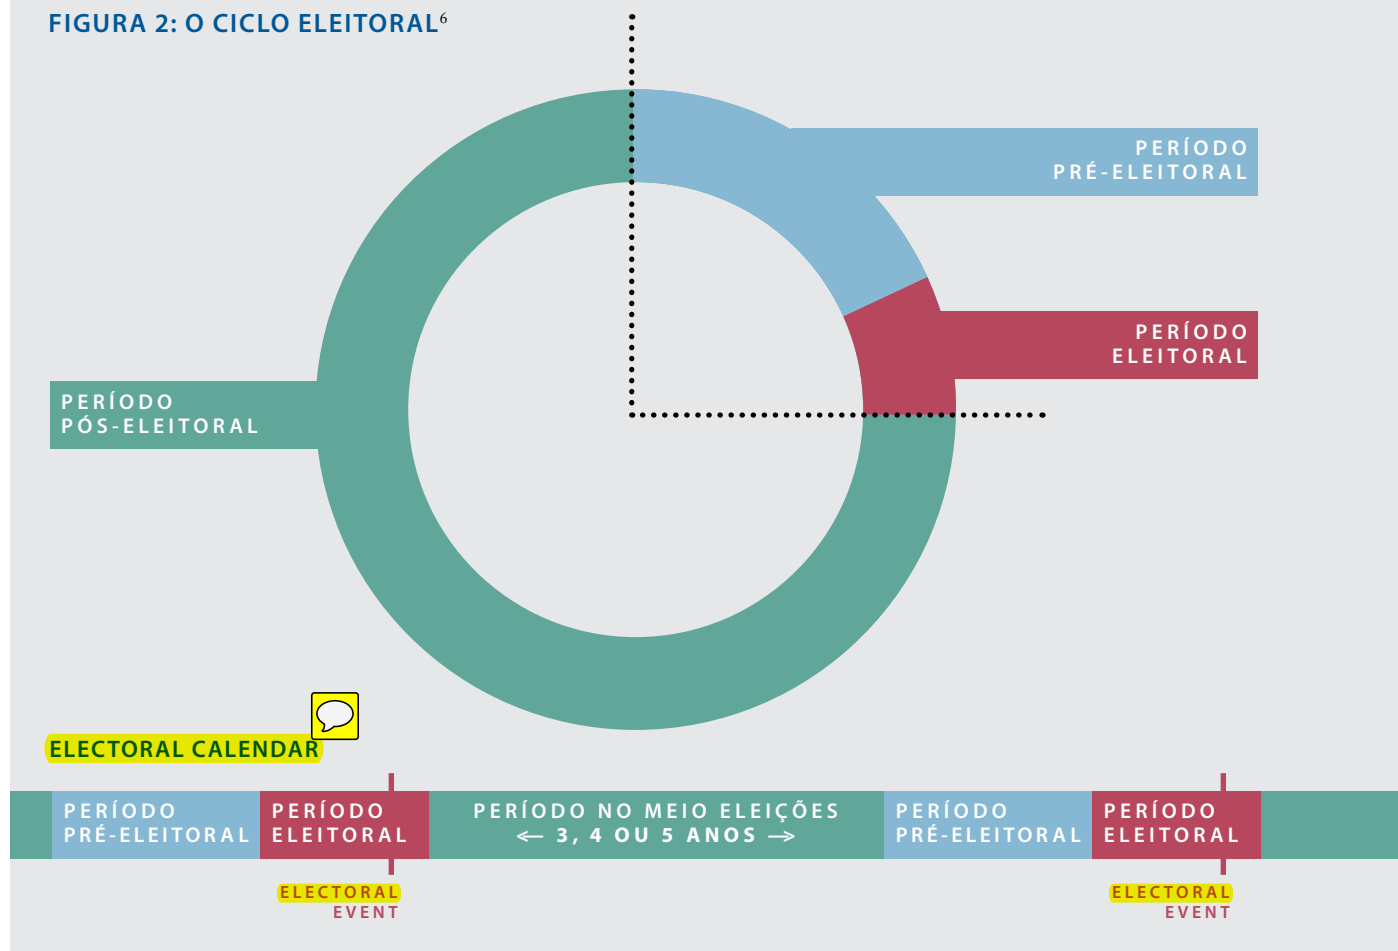 FIGURA 2: O CICLO ELEITORAL⁶
PERÍODO
PRÉ-ELEITORAL
PERÍODO
ELEITORAL
PERÍODO
PÓS-ELEITORAL
ELECTORAL CALENDAR
PERÍODO
PRÉ-ELEITORAL
PERÍODO
ELEITORAL
PERÍODO NO MEIO ELEIÇÕES
← 3, 4 OU 5 ANOS →
PERÍODO
PRÉ-ELEITORAL
PERÍODO
ELEITORAL
ELECTORAL
EVENT
ELECTORAL
EVENT